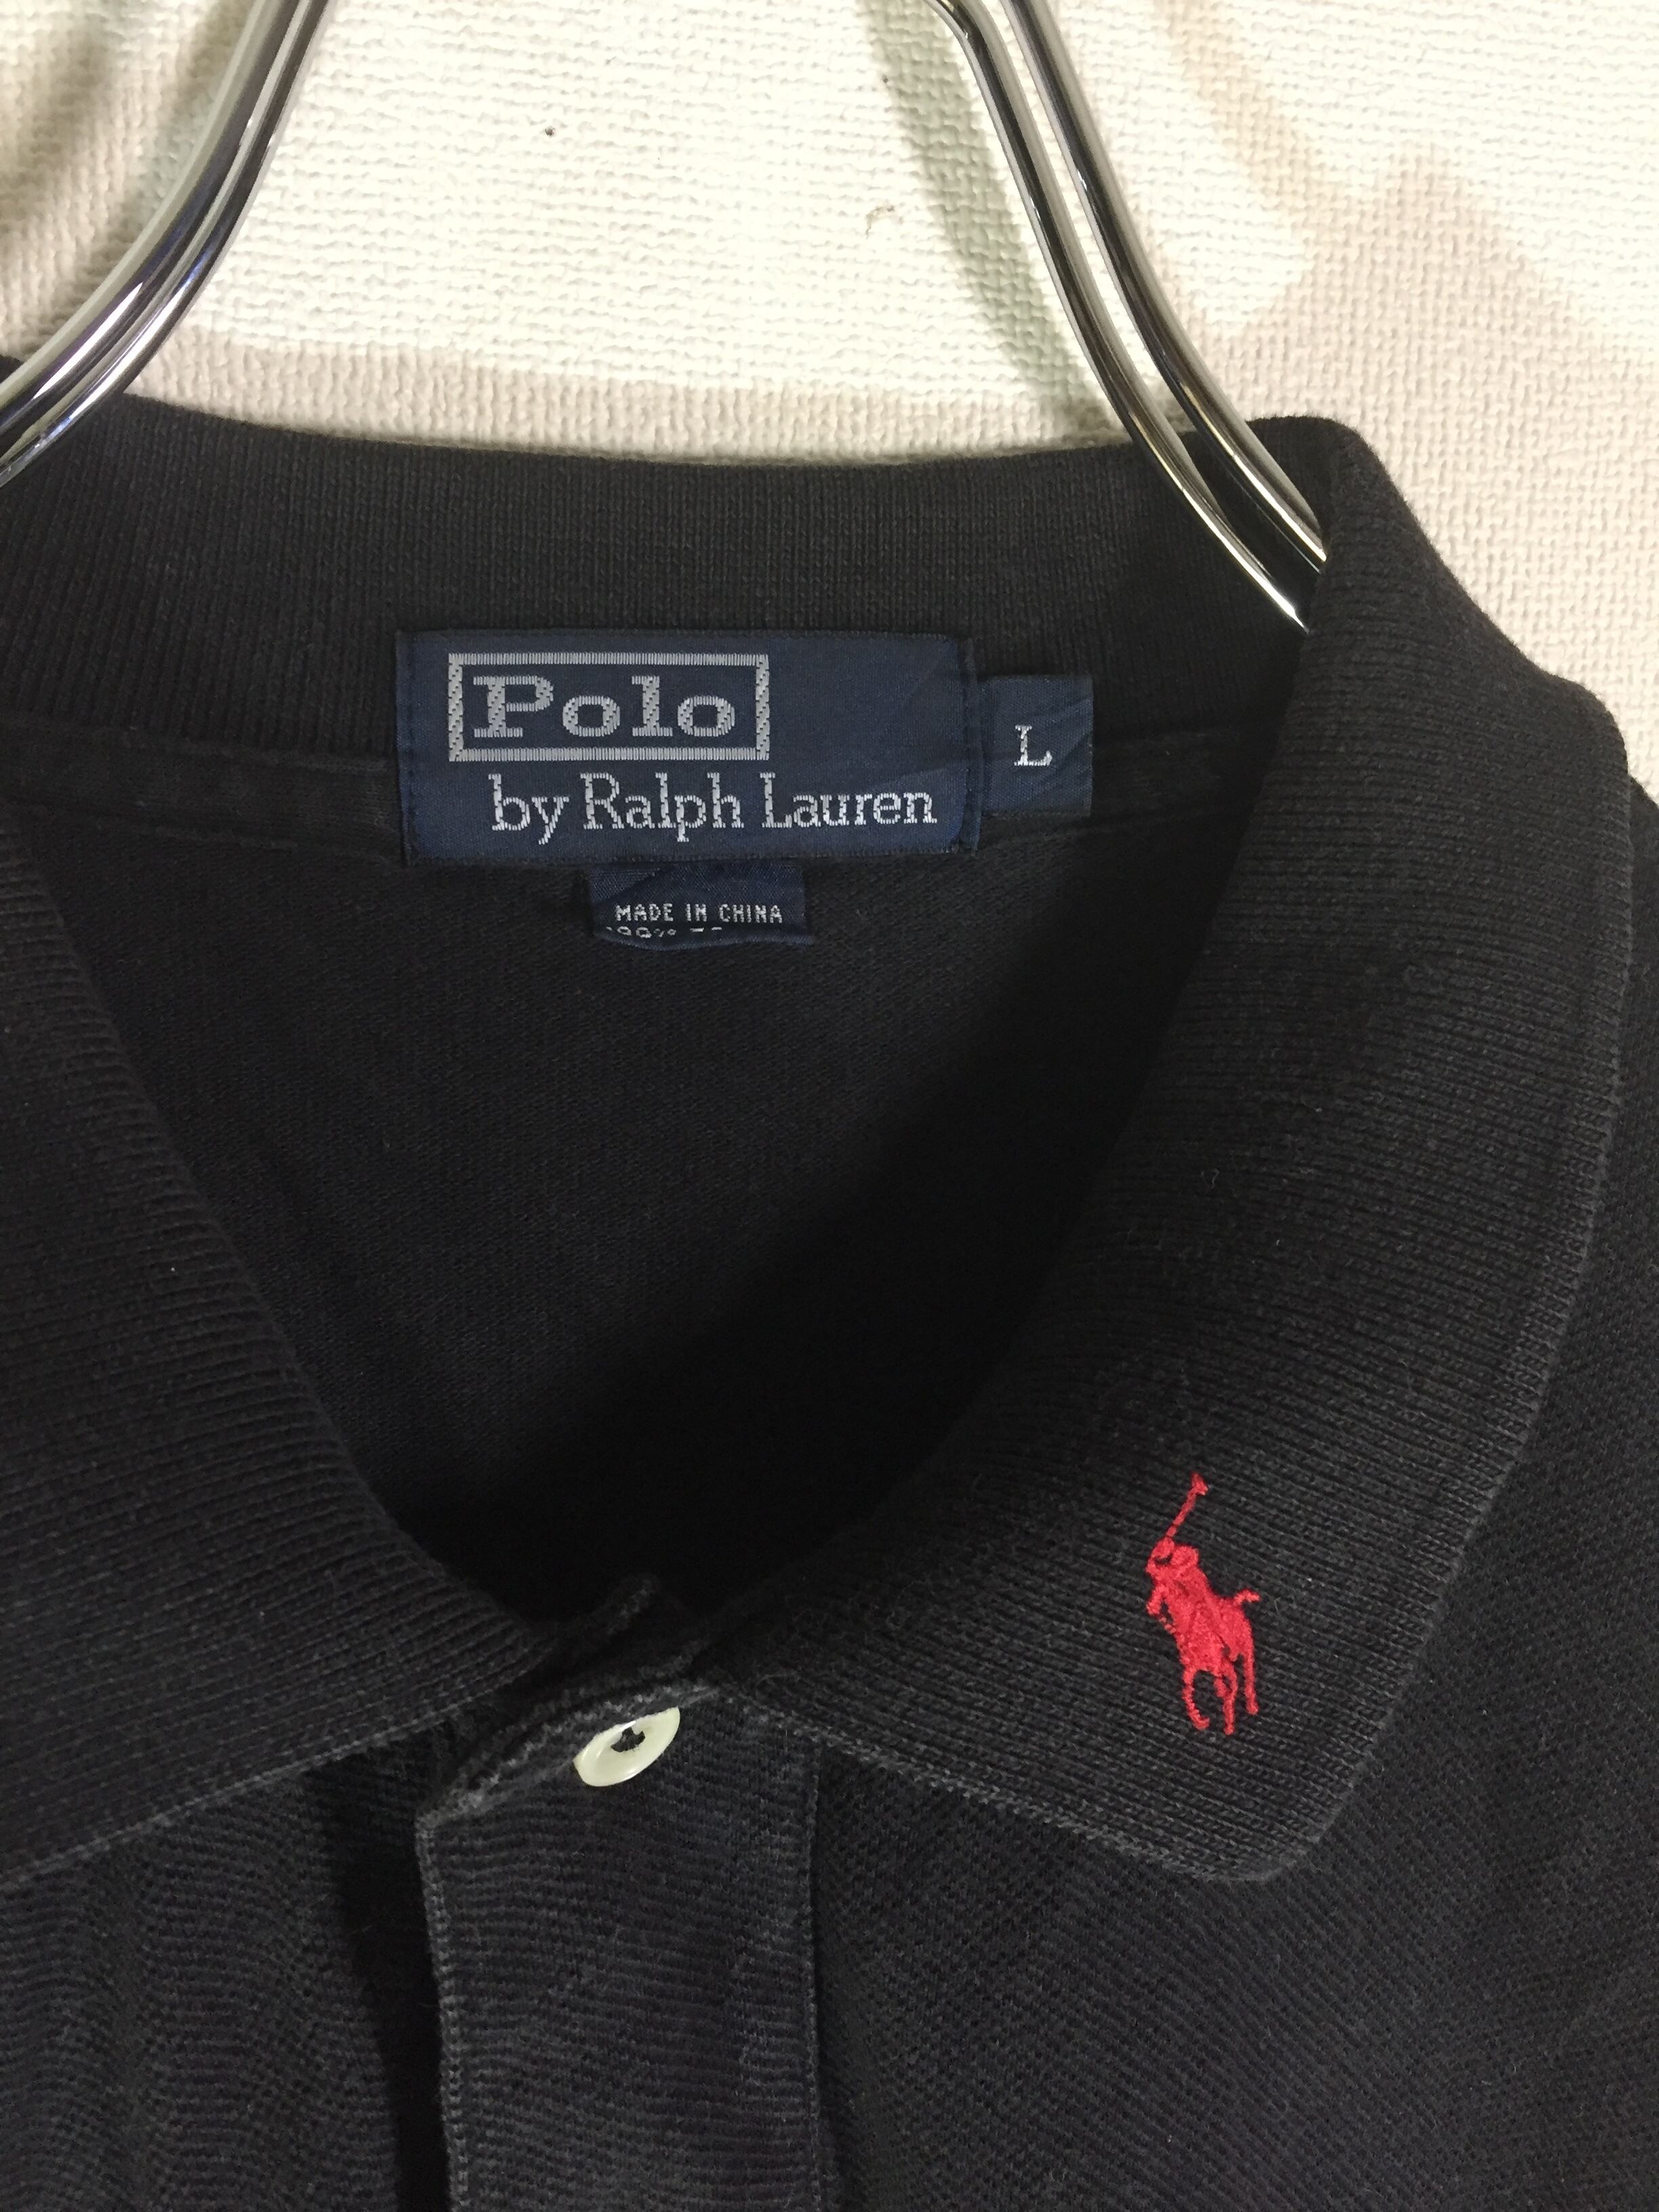 Polo
by Ralph Lauren
L
MADE IN CHINA